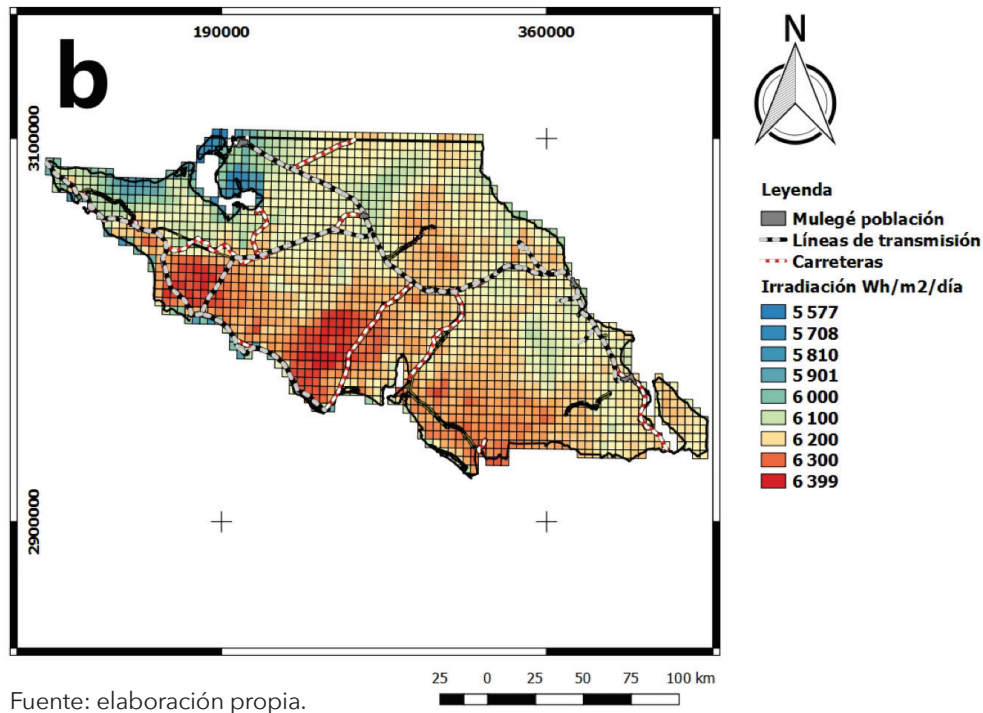 190000
360000
b
N
3100000
2900000
Leyenda
Mulegé población
Líneas de transmisión
Carreteras
Irradiación Wh/m2/día
5 577
5 708
5 810
5 901
6 000
6 100
6 200
6 300
6 399
25 0 25 50 75 100 km
Fuente: elaboración propia.